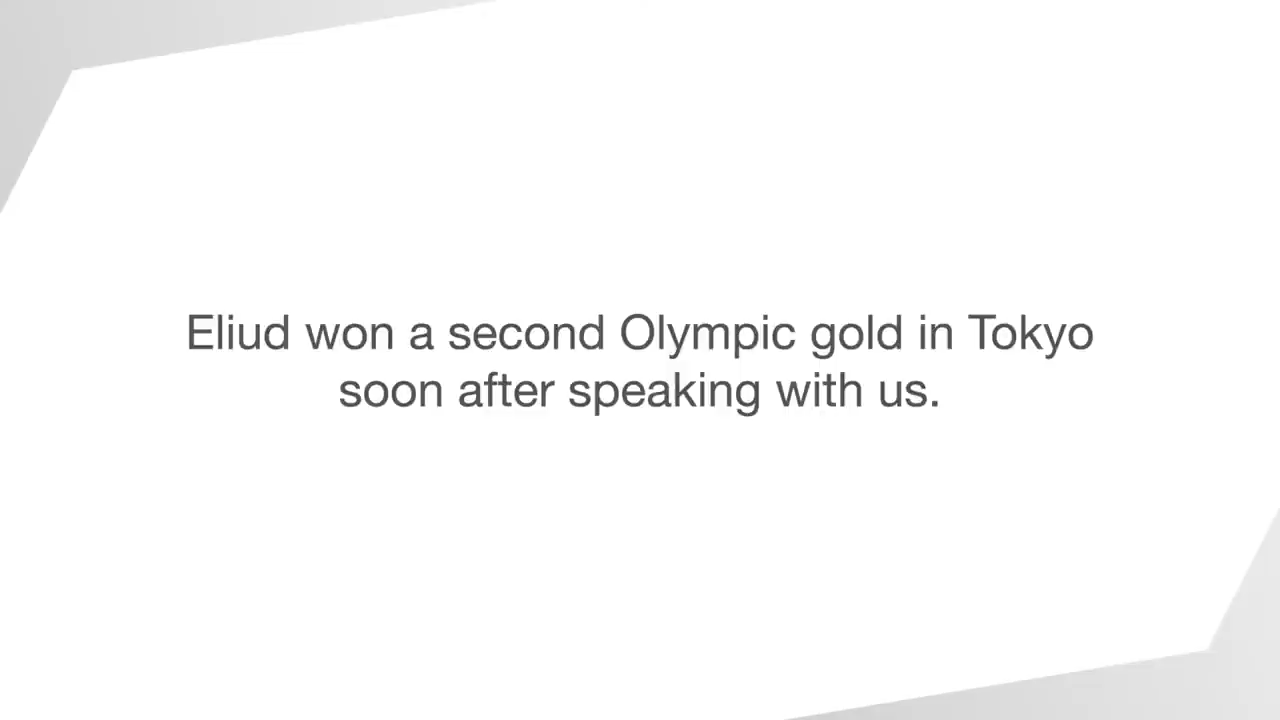 Eliud won a second Olympic gold in Tokyo
soon after speaking with us.